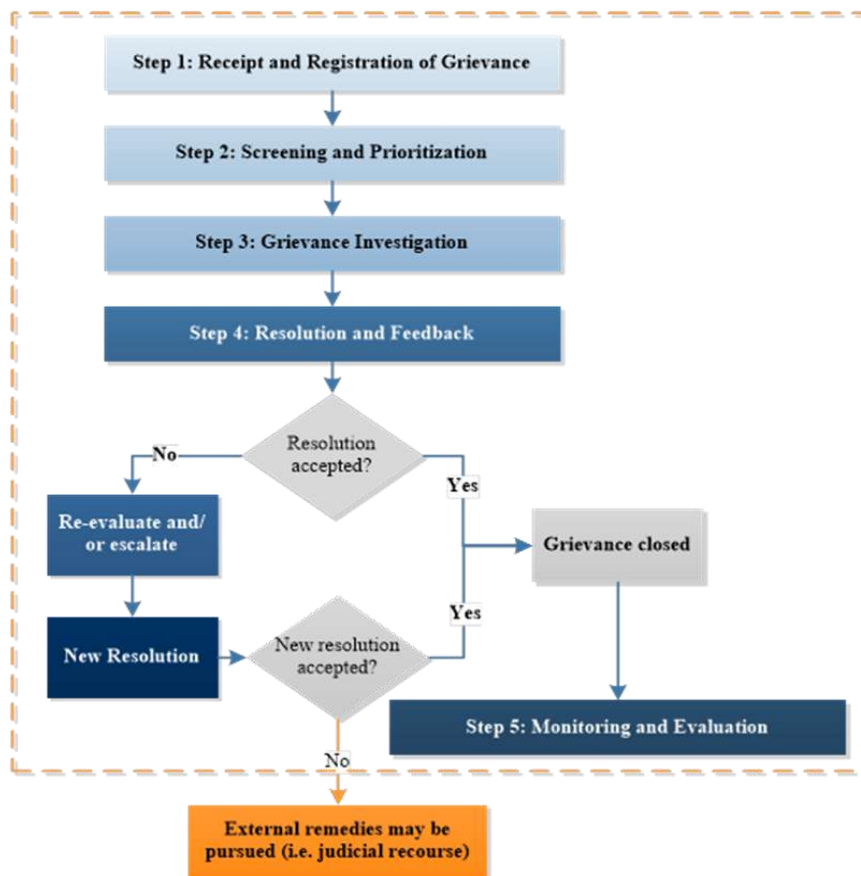 Step 1: Receipt and Registration of Grievance
Step 2: Screening and Prioritization
Step 3: Grievance Investigation
Step 4: Resolution and Feedback
Resolution
accepted?
No
Yes
Re-evaluate and/
or escalate
Grievance closed
Yes
New Resolution
New resolution
accepted?
Step 5: Monitoring and Evaluation
No
External remedies may be
pursued (i.e. judicial recourse)